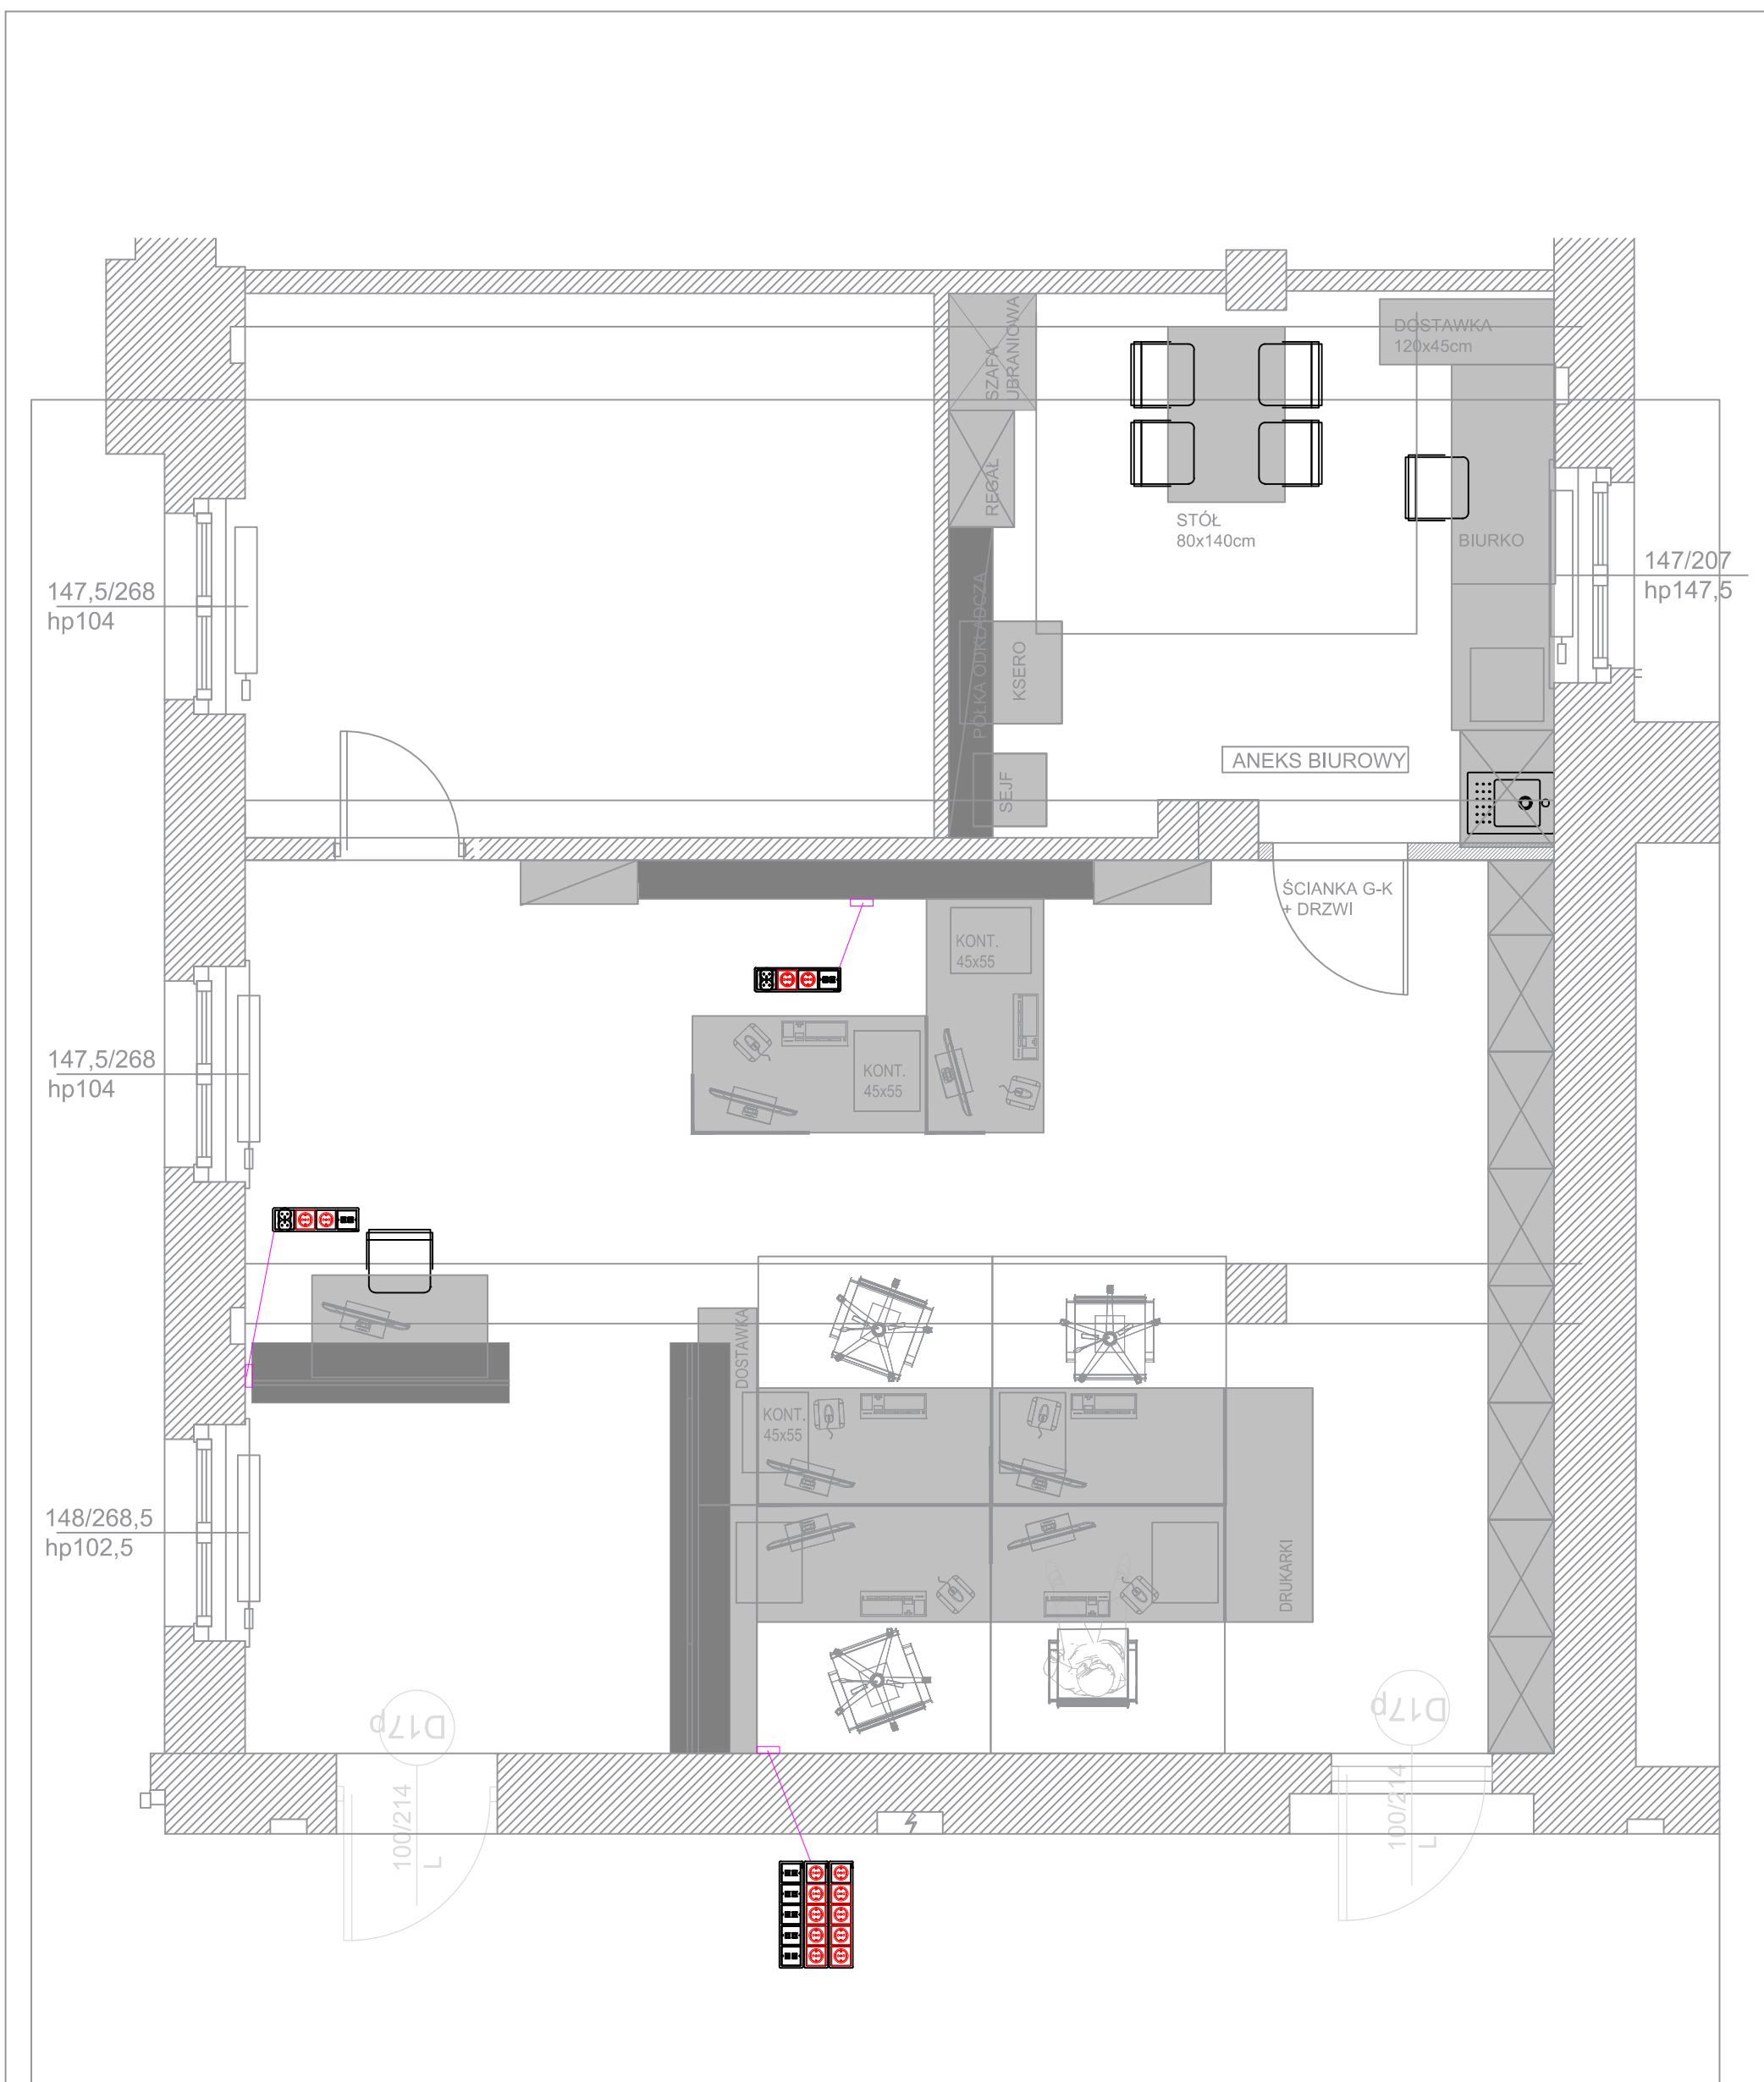 SZAFA
UBRANIOWA
DOSTAWKA
120x45cm
REGAŁ
STÓŁ
80x140cm
BIURKO
147,5/268
hp104
147/207
hp147,5
PÓŁKA ODKŁADCZA
KSERO
SEJF
ANEKS BIUROWY
ŚCIANKA G-K
+ DRZWI
KONT.
45x55
147,5/268
hp104
KONT.
45x55
DOSTAWKA
KONT.
45x55
148/268,5
hp102,5
DRUKARKI
D17p
100/214
L
D17p
100/214
L